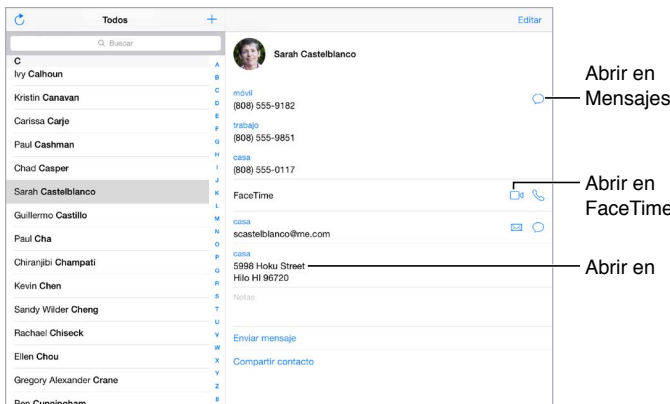 Todos
+
Editar
Buscar
C
Ivy Calhoun
Kristin Canavan
Carissa Carje
Paul Cashman
Chad Casper
Sarah Castelblanco
Guillermo Castillo
Paul Cha
Chiranjibi Champati
Kevin Chen
Sandy Wilder Cheng
Rachael Chiseck
Ellen Chou
Gregory Alexander Crane
Ben Cunningham
A
B
C
D
E
F
G
H
I
J
K
L
M
N
O
P
Q
R
S
T
U
V
W
X
Y
Z
#
Sarah Castelblanco
móvil
(808) 555-9182
trabajo
(808) 555-9851
casa
(808) 555-0117
FaceTime
casa
scastelblanco@me.com
casa
5998 Hoku Street
Hilo HI 96720
Notas
Enviar mensaje
Compartir contacto
Abrir en
Mensajes
Abrir en
FaceTime
Abrir en